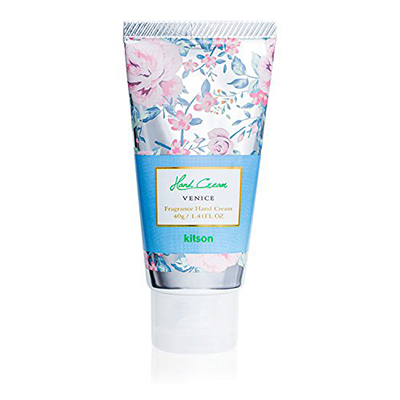 Hand Cream
VENICE
Fragrance Hand Cream
40g / 1.41FL OZ
kitson